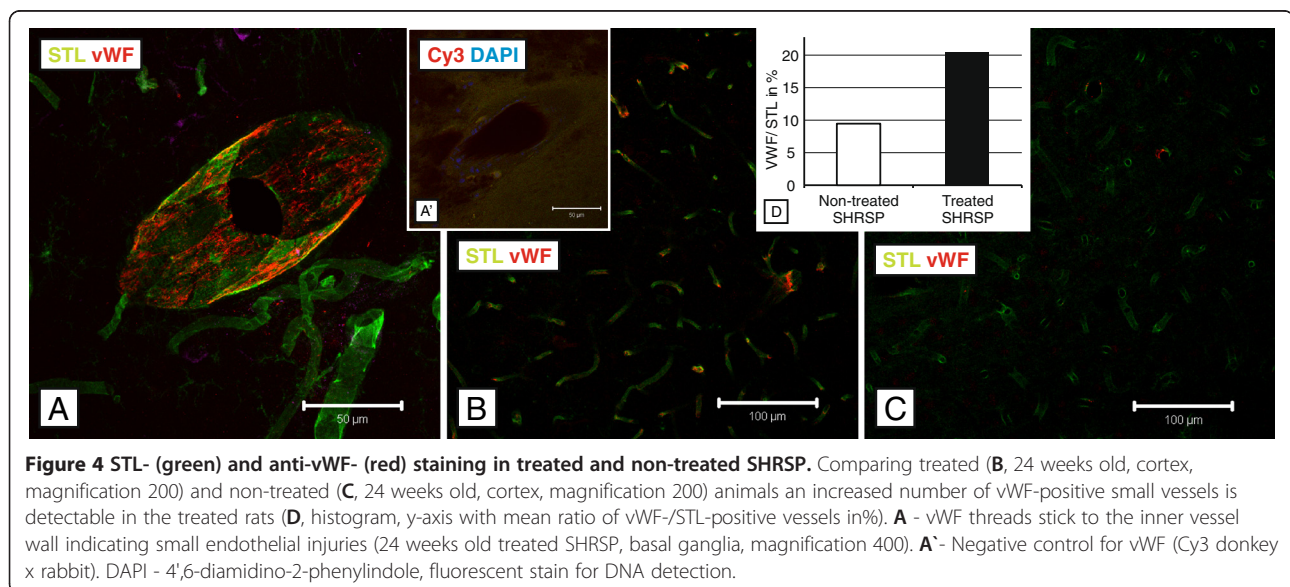 STL vWF
Cy3 DAPI
A'
50 µm
A
50 µm
STL vWF
B
100 µm
VWF/ STL in %
20
15
10
5
0
Non-treated SHRSP
Treated SHRSP
D
STL vWF
C
100 µm
Figure 4 STL- (green) and anti-vWF- (red) staining in treated and non-treated SHRSP. Comparing treated (B, 24 weeks old, cortex,
magnification 200) and non-treated (C, 24 weeks old, cortex, magnification 200) animals an increased number of vWF-positive small vessels is
detectable in the treated rats (D, histogram, y-axis with mean ratio of vWF-/STL-positive vessels in%). A - vWF threads stick to the inner vessel
wall indicating small endothelial injuries (24 weeks old treated SHRSP, basal ganglia, magnification 400). A`- Negative control for vWF (Cy3 donkey
x rabbit). DAPI - 4',6-diamidino-2-phenylindole, fluorescent stain for DNA detection.